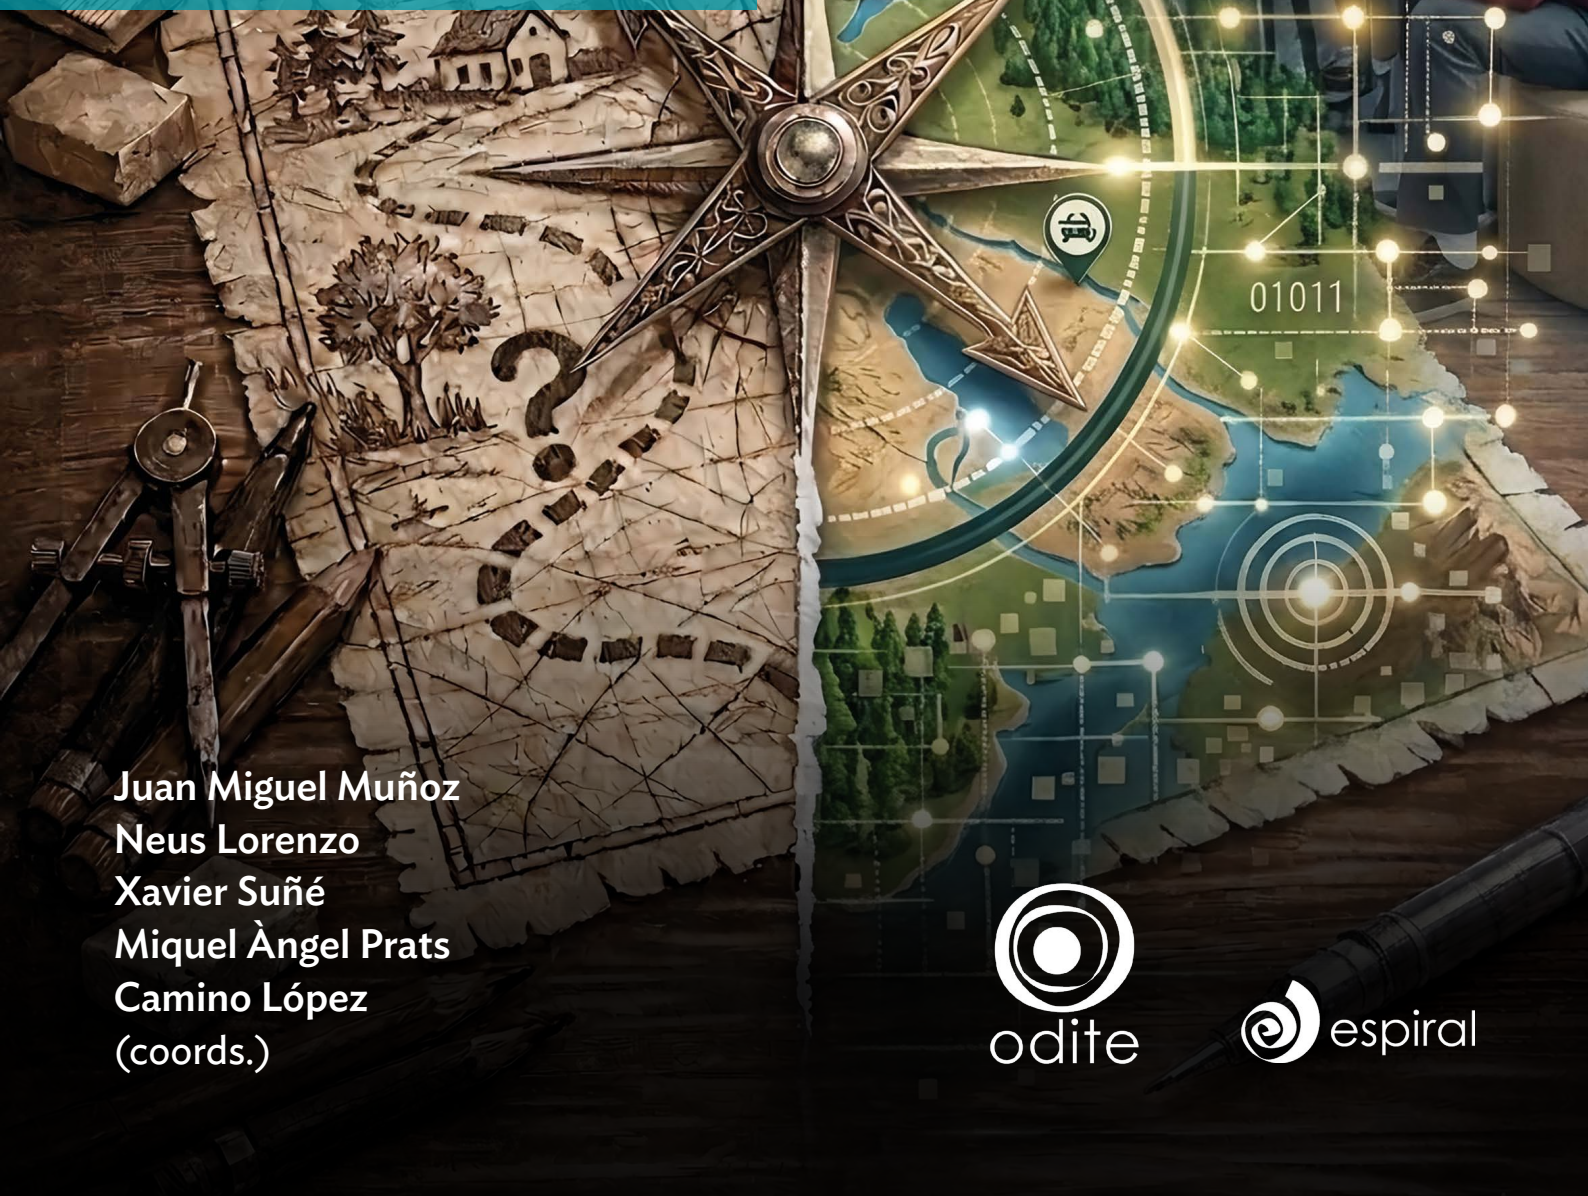 01011
?
Juan Miguel Muñoz
Neus Lorenzo
Xavier Suñé
Miquel Àngel Prats
Camino López
(coords.)
odite
espiral